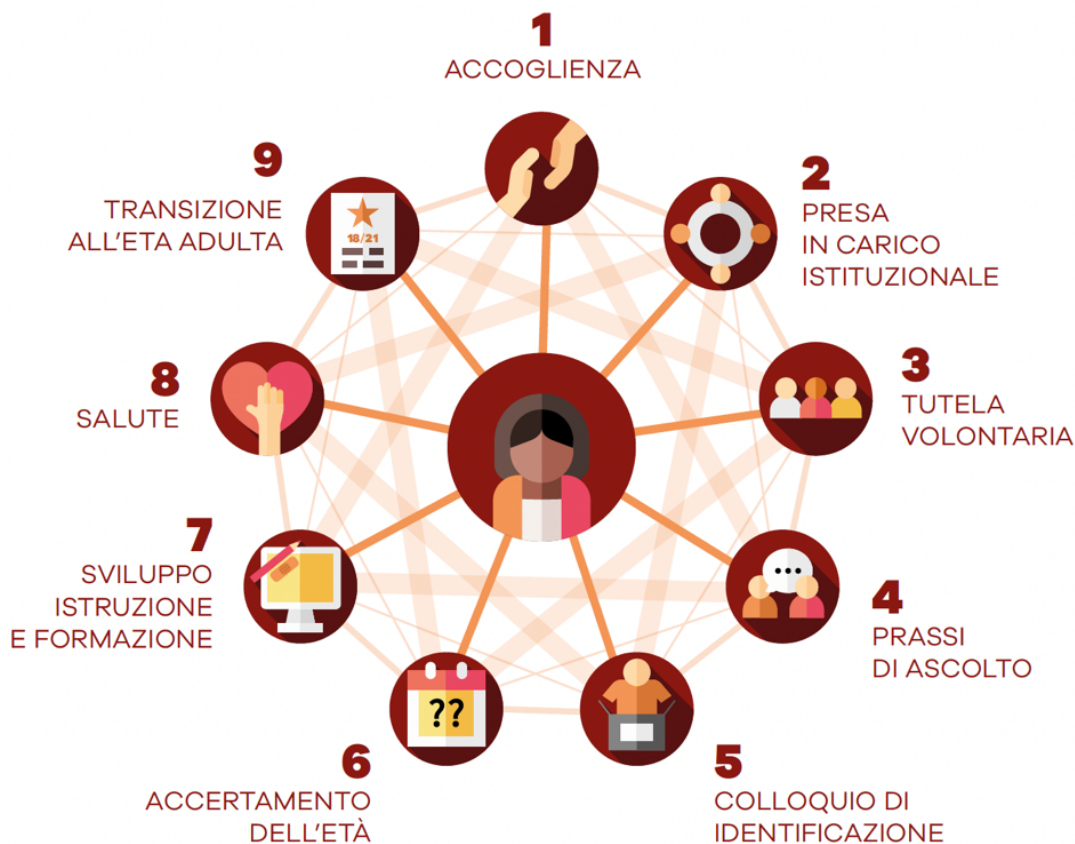 1
ACCOGLIENZA
2
PRESA
IN CARICO
ISTITUZIONALE
3
TUTELA
VOLONTARIA
4
PRASSI
DI ASCOLTO
5
COLLOQUIO DI
IDENTIFICAZIONE
6
ACCERTAMENTO
DELL'ETÀ
??
7
SVILUPPO
ISTRUZIONE
E FORMAZIONE
8
SALUTE
9
TRANSIZIONE
ALL'ETA ADULTA
18/21